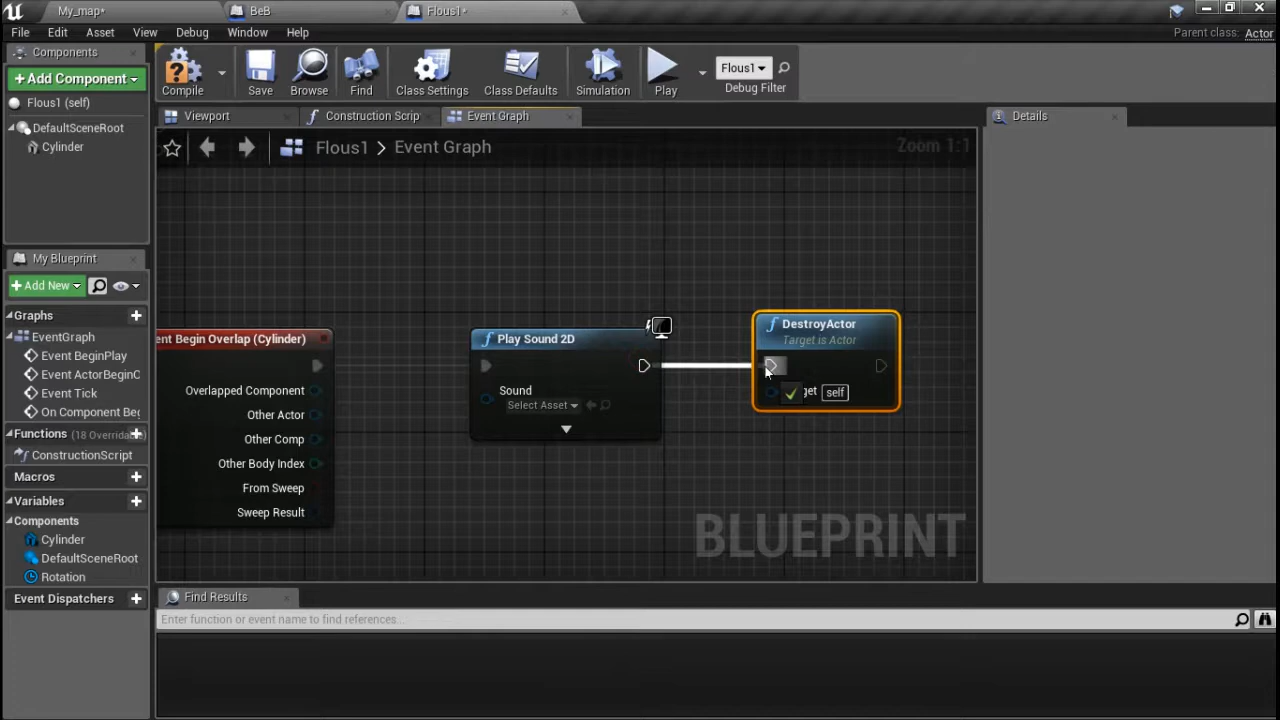 My_map*
BeB
Flous1*
File
Edit
Asset
View
Debug
Window
Help
Parent class:
Actor
Components
Add Component
Flous1 (self)
DefaultSceneRoot
Cylinder
Compile
Save
Browse
Find
Class Settings
Class Defaults
Simulation
Play
Flous1
Debug Filter
Viewport
Construction Scrip
Event Graph
Details
Flous1 > Event Graph
Zoom 1:1
My Blueprint
Add New
Graphs
EventGraph
Event BeginPlay
Event ActorBeginC
Event Tick
On Component Be
Functions (18 Overrida
ConstructionScript
Macros
Variables
Components
Cylinder
DefaultSceneRoot
Rotation
Event Dispatchers
ent Begin Overlap (Cylinder)
Overlapped Component
Other Actor
Other Comp
Other Body Index
From Sweep
Sweep Result
Play Sound 2D
Sound
Select Asset
DestroyActor
Target is Actor
get self
BLUEPRINT
Find Results
Enter function or event name to find references...